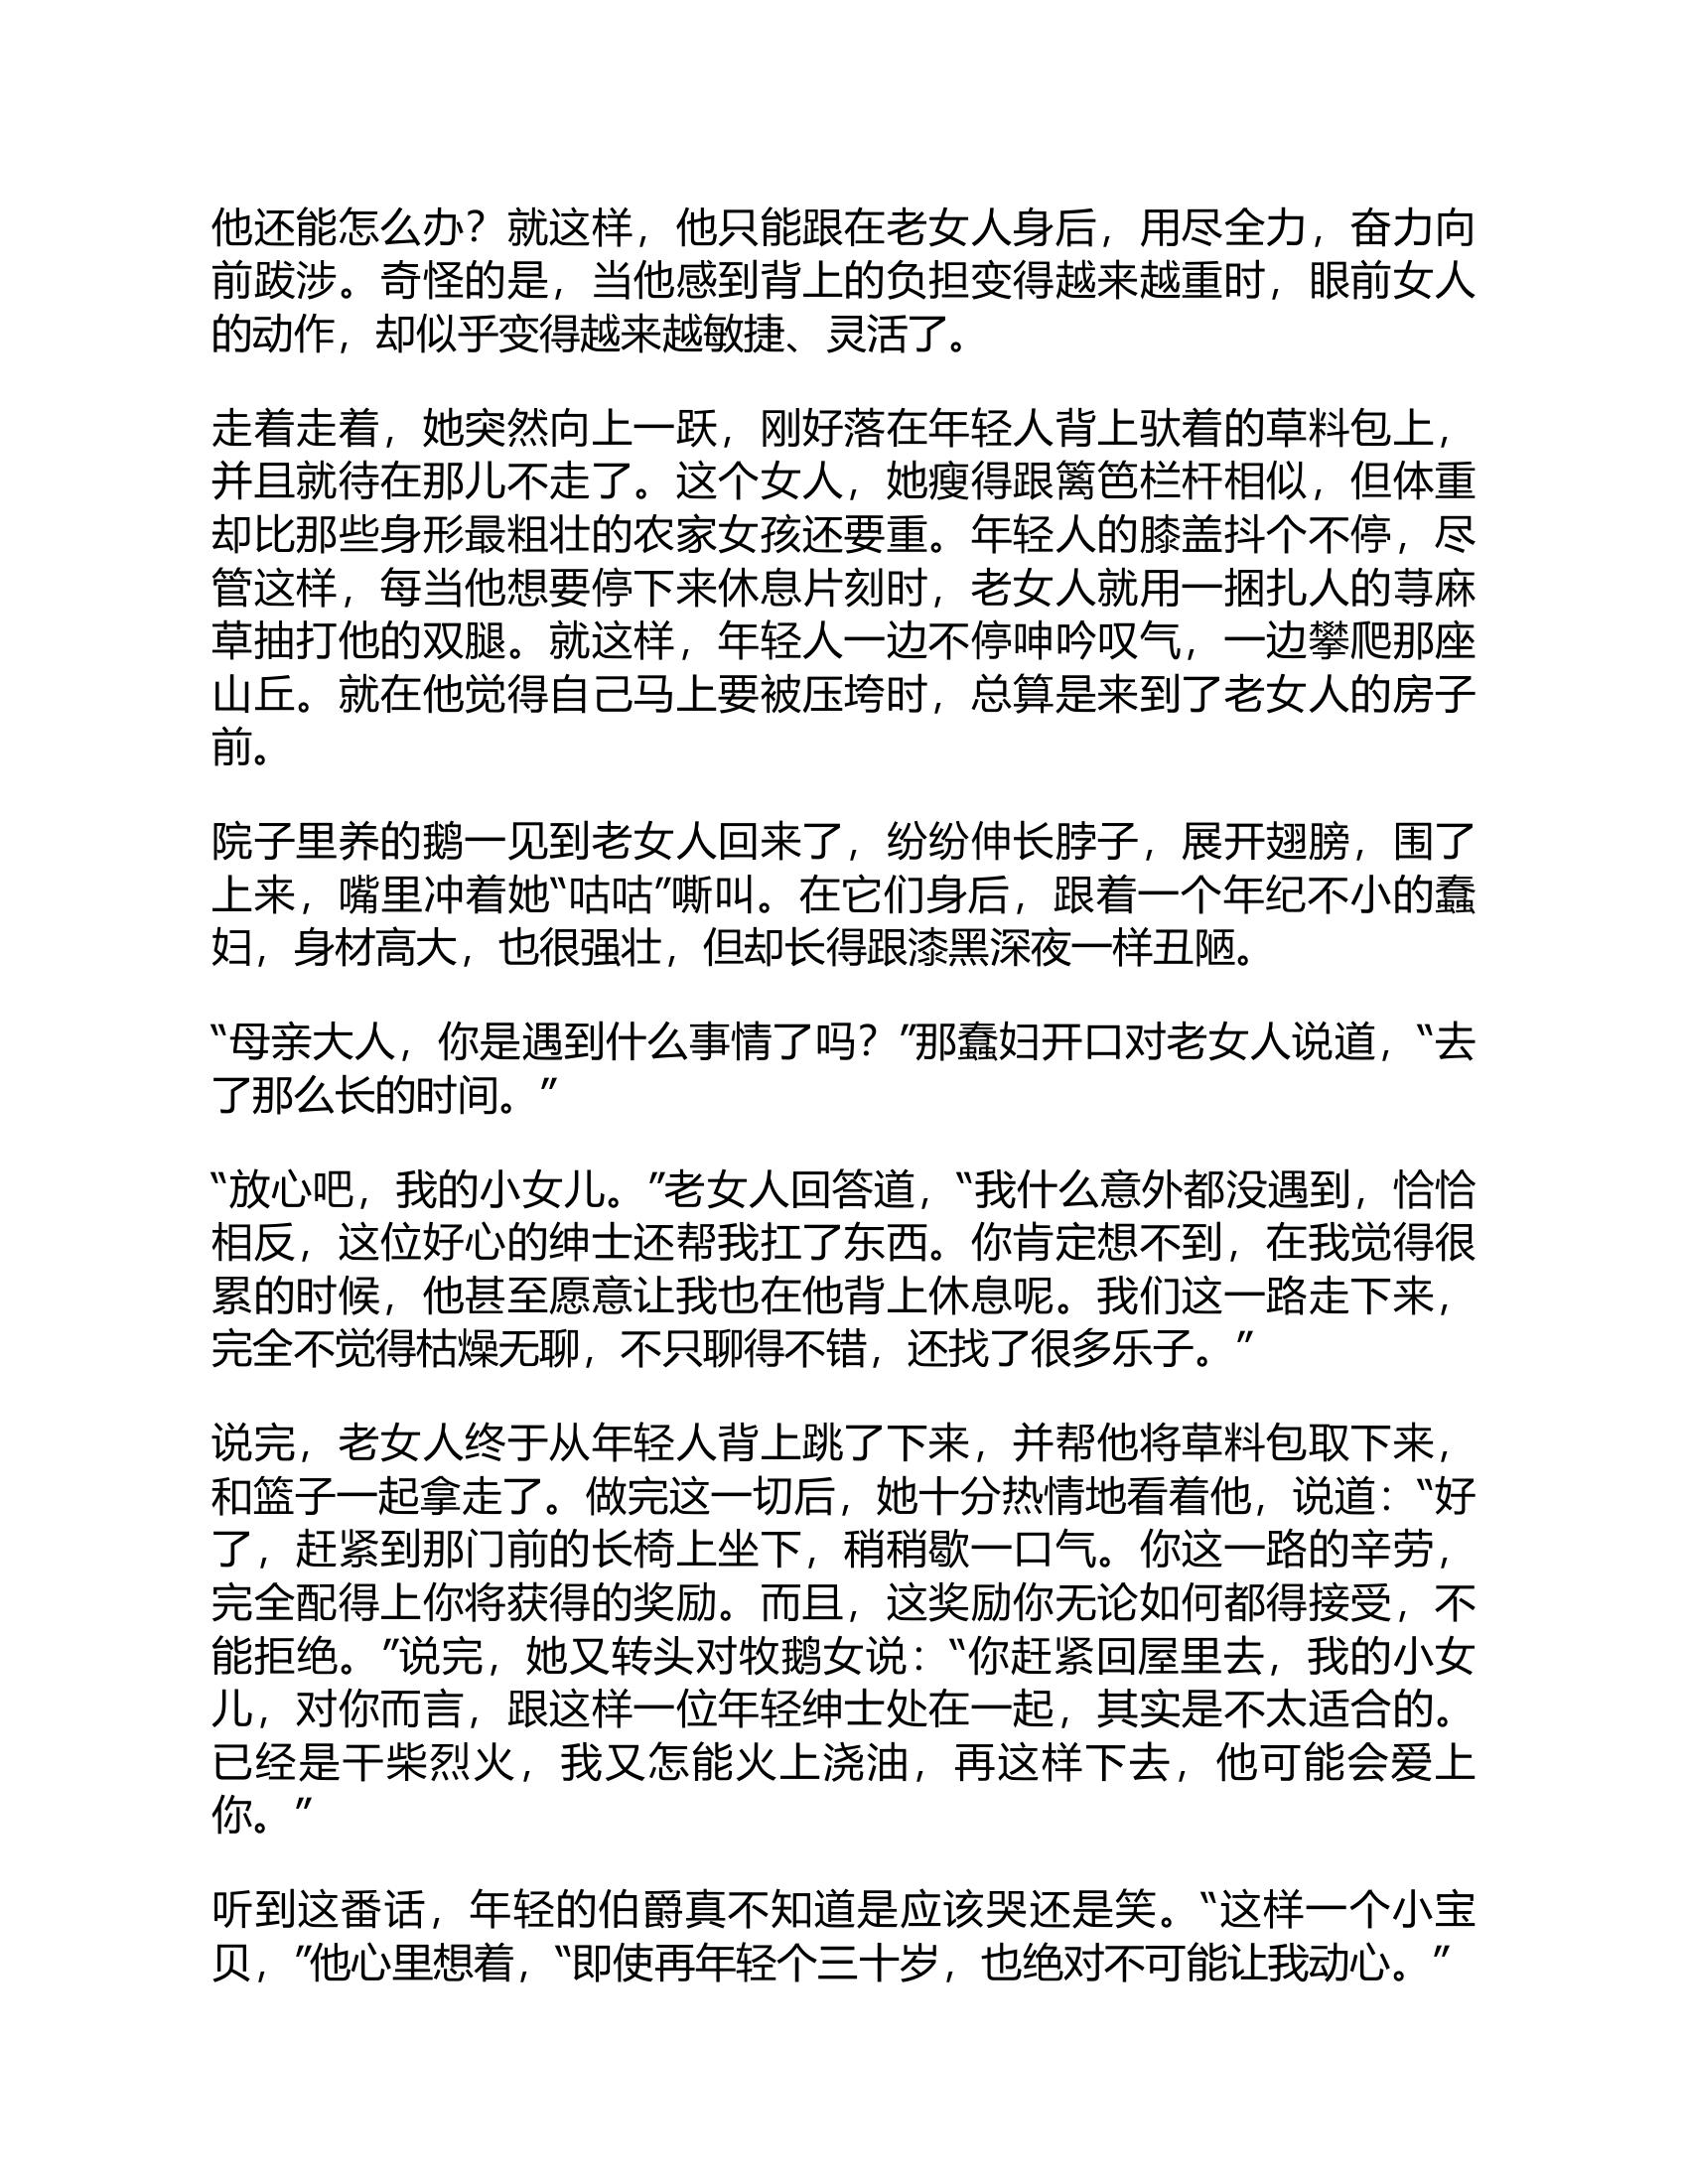 他还能怎么办？就这样，他只能跟在老女人身后，用尽全力，奋力向
前跋涉。奇怪的是，当他感到背上的负担变得越来越重时，眼前女人
的动作，却似乎变得越来越敏捷、灵活了。
走着走着，她突然向上一跃，刚好落在年轻人背上驮着的草料包上，
并且就待在那儿不走了。这个女人，她瘦得跟篱笆栏杆相似，但体重
却比那些身形最粗壮的农家女孩还要重。年轻人的膝盖抖个不停，尽
管这样，每当他想要停下来休息片刻时，老女人就用一捆扎人的荨麻
草抽打他的双腿。就这样，年轻人一边不停呻吟叹气，一边攀爬那座
山丘。就在他觉得自己马上要被压垮时，总算是来到了老女人的房子
前。
院子里养的鹅一见到老女人回来了，纷纷伸长脖子，展开翅膀，围了
上来，嘴里冲着她“咕咕”嘶叫。在它们身后，跟着一个年纪不小的蠢
妇，身材高大，也很强壮，但却长得跟漆黑深夜一样丑陋。
“母亲大人，你是遇到什么事情了吗？”那蠢妇开口对老女人说道，“去
了那么长的时间。”
“放心吧，我的小女儿。”老女人回答道，“我什么意外都没遇到，恰恰
相反，这位好心的绅士还帮我扛了东西。你肯定想不到，在我觉得很
累的时候，他甚至愿意让我也在他背上休息呢。我们这一路走下来，
完全不觉得枯燥无聊，不只聊得不错，还找了很多乐子。”
说完，老女人终于从年轻人背上跳了下来，并帮他将草料包取下来，
和篮子一起拿走了。做完这一切后，她十分热情地看着他，说道：“好
了，赶紧到那门前的长椅上坐下，稍稍歇一口气。你这一路的辛劳，
完全配得上你将获得的奖励。而且，这奖励你无论如何都得接受，不
能拒绝。”说完，她又转头对牧鹅女说：“你赶紧回屋里去，我的小女
儿，对你而言，跟这样一位年轻绅士处在一起，其实是不太适合的。
已经是干柴烈火，我又怎能火上浇油，再这样下去，他可能会爱上
你。”
听到这番话，年轻的伯爵真不知道是应该哭还是笑。“这样一个小宝
贝，”他心里想着，“即使再年轻个三十岁，也绝对不可能让我动心。”